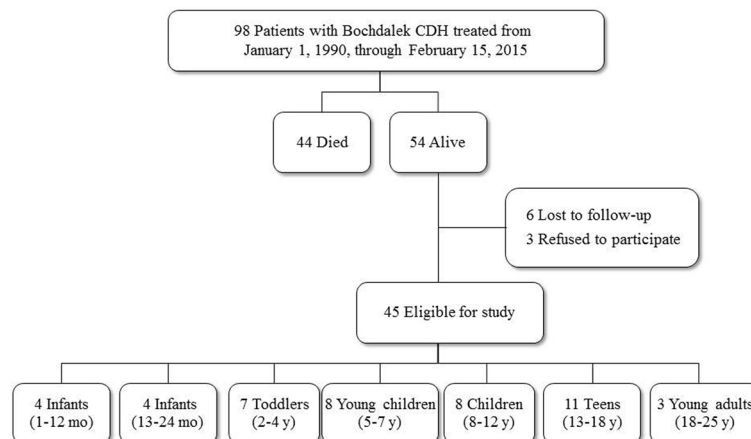 98 Patients with Bochdalek CDH treated from
January 1, 1990, through February 15, 2015
44 Died
54 Alive
6 Lost to follow-up
3 Refused to participate
45 Eligible for study
4 Infants
(1-12 mo)
4 Infants
(13-24 mo)
7 Toddlers
(2-4 y)
8 Young children
(5-7 y)
8 Children
(8-12 y)
11 Teens
(13-18 y)
3 Young adults
(18-25 y)